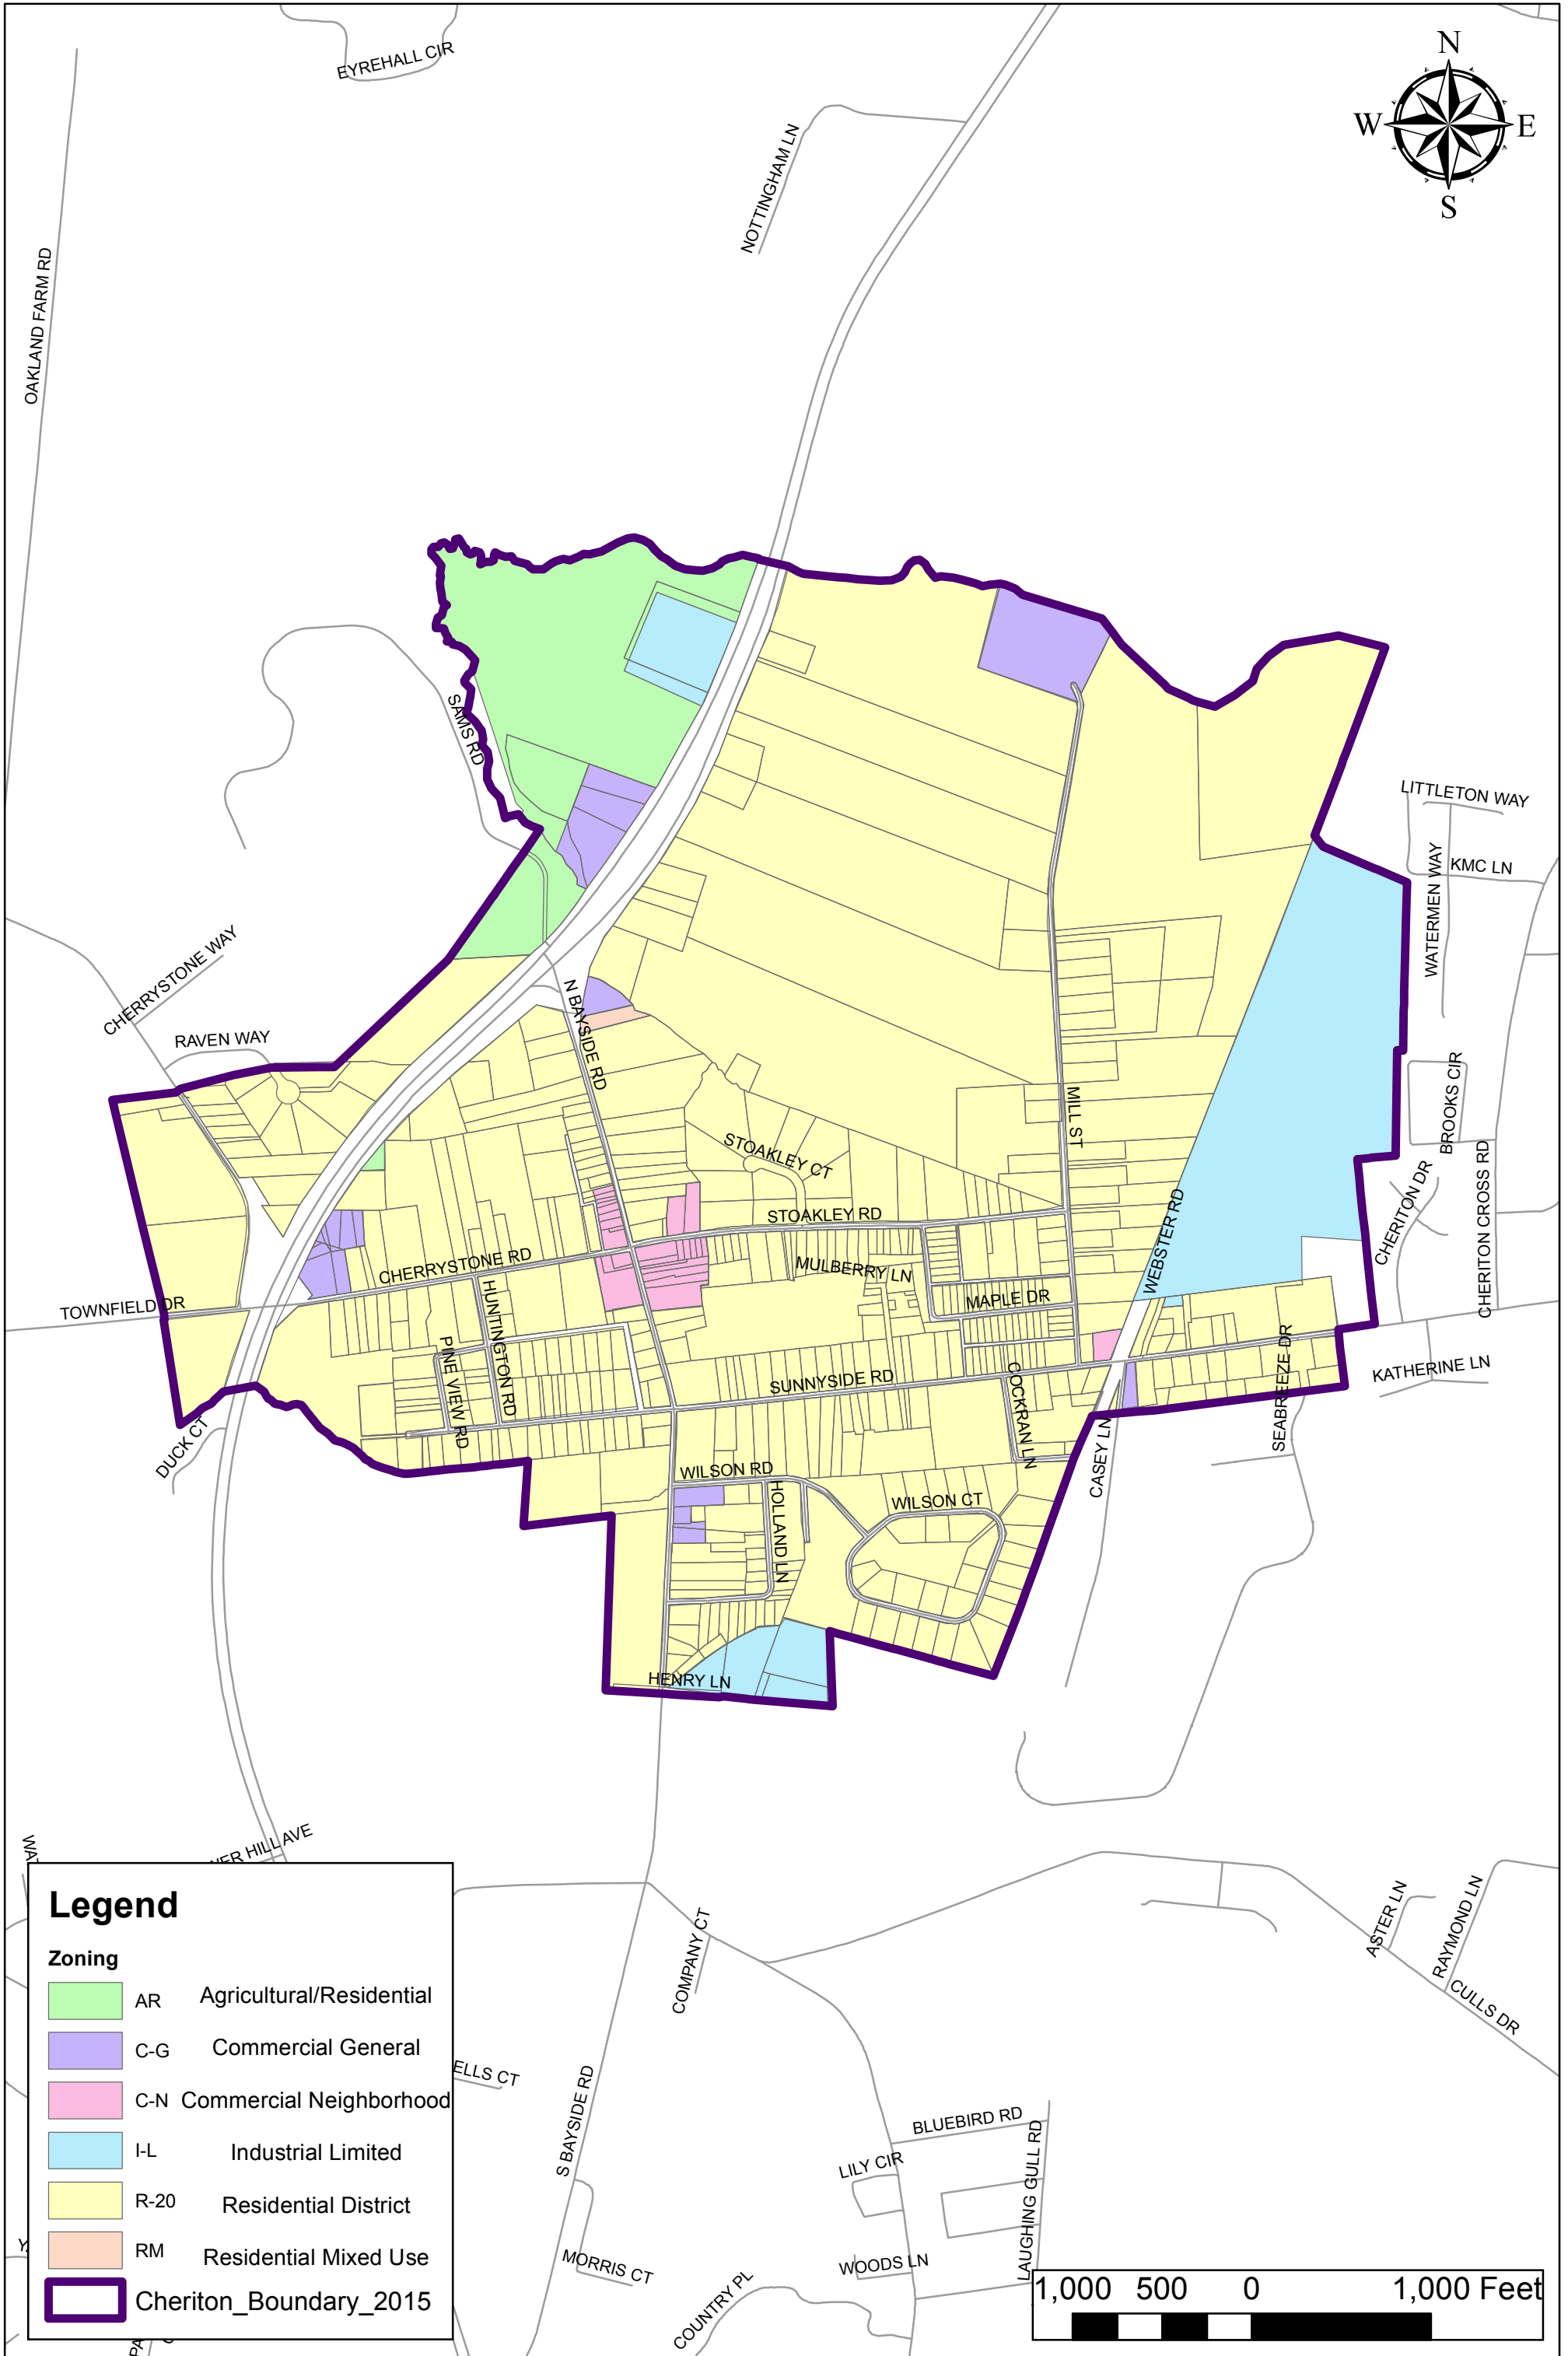 EYREHALL CIR
N
W
E
S
NOTTINGHAM LN
OAKLAND FARM RD
SAMS RD
LITTLETON WAY
KMC LN
WATERMEN WAY
CHERRYSTONE WAY
N BAYSIDE RD
RAVEN WAY
BROOKS CIR
MILL ST
STOAKLEY CT
CHERITON DR
CHERITON CROSS RD
STOAKLEY RD
WEBSTER RD
CHERRYSTONE RD
MULBERRY LN
TOWNFIELD DR
MAPLE DR
HUNTINGTON RD
PINE VIEW RD
SUNNYSIDE RD
COCKRAN LN
SEABREEZE DR
KATHERINE LN
DUCK CT
CASEY LN
WILSON RD
WILSON CT
HOLLAND LN
HENRY LN
VER HILL AVE
WA
Legend
Zoning
AR Agricultural/Residential
C-G Commercial General
C-N Commercial Neighborhood
I-L Industrial Limited
R-20 Residential District
RM Residential Mixed Use
Cheriton_Boundary_2015
COMPANY CT
ASTER LN
RAYMOND LN
CULLS DR
ELLS CT
S BAYSIDE RD
BLUEBIRD RD
LILY CIR
LAUGHING GULL RD
WOODS LN
MORRIS CT
COUNTRY PL
1,000 500 0 1,000 Feet